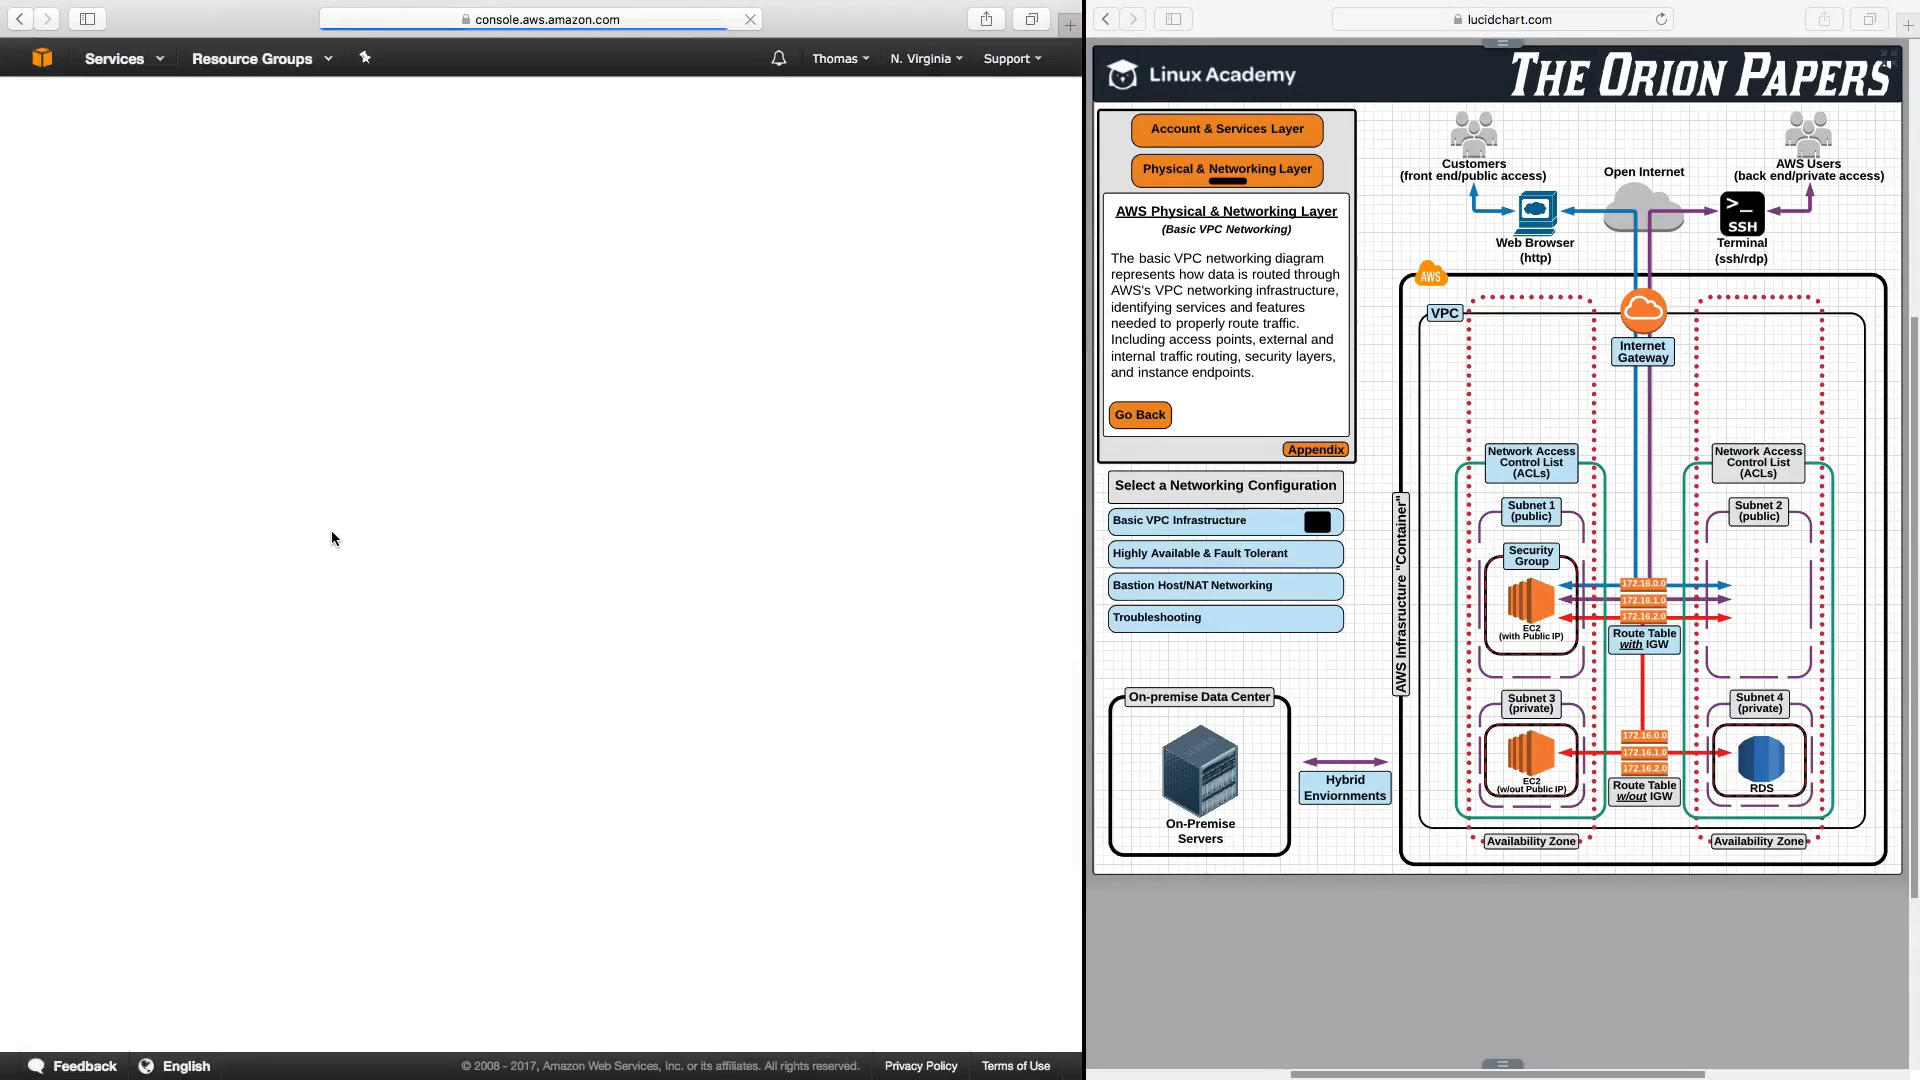 console.aws.amazon.com
Services
Resource Groups
Thomas
N. Virginia
Support
Feedback
English
© 2008 - 2017, Amazon Web Services, Inc. or its affiliates. All rights reserved.
Privacy Policy
Terms of Use
lucidchart.com
Linux Academy
THE ORION PAPERS
Account & Services Layer
Physical & Networking Layer
AWS Physical & Networking Layer
(Basic VPC Networking)
The basic VPC networking diagram
represents how data is routed through
AWS's VPC networking infrastructure,
identifying services and features
needed to properly route traffic.
Including access points, external and
internal traffic routing, security layers,
and instance endpoints.
Go Back
Appendix
Select a Networking Configuration
Basic VPC Infrastructure
Highly Available & Fault Tolerant
Bastion Host/NAT Networking
Troubleshooting
On-premise Data Center
SERVER
On-Premise
Servers
Hybrid
Enviornments
Customers
(front end/public access)
Open Internet
AWS Users
(back end/private access)
Web Browser
(http)
>_
SSH
Terminal
(ssh/rdp)
AWS
VPC
Internet
Gateway
AWS Infrasructure "Container"
Network Access
Control List
(ACLs)
Network Access
Control List
(ACLs)
Subnet 1
(public)
Subnet 2
(public)
Security
Group
EC2
(with Public IP)
172.16.0.0
172.16.1.0
172.16.2.0
Route Table
with IGW
Subnet 3
(private)
Subnet 4
(private)
EC2
(w/out Public IP)
172.16.0.0
172.16.1.0
172.16.2.0
Route Table
w/out IGW
RDS
Availability Zone
Availability Zone